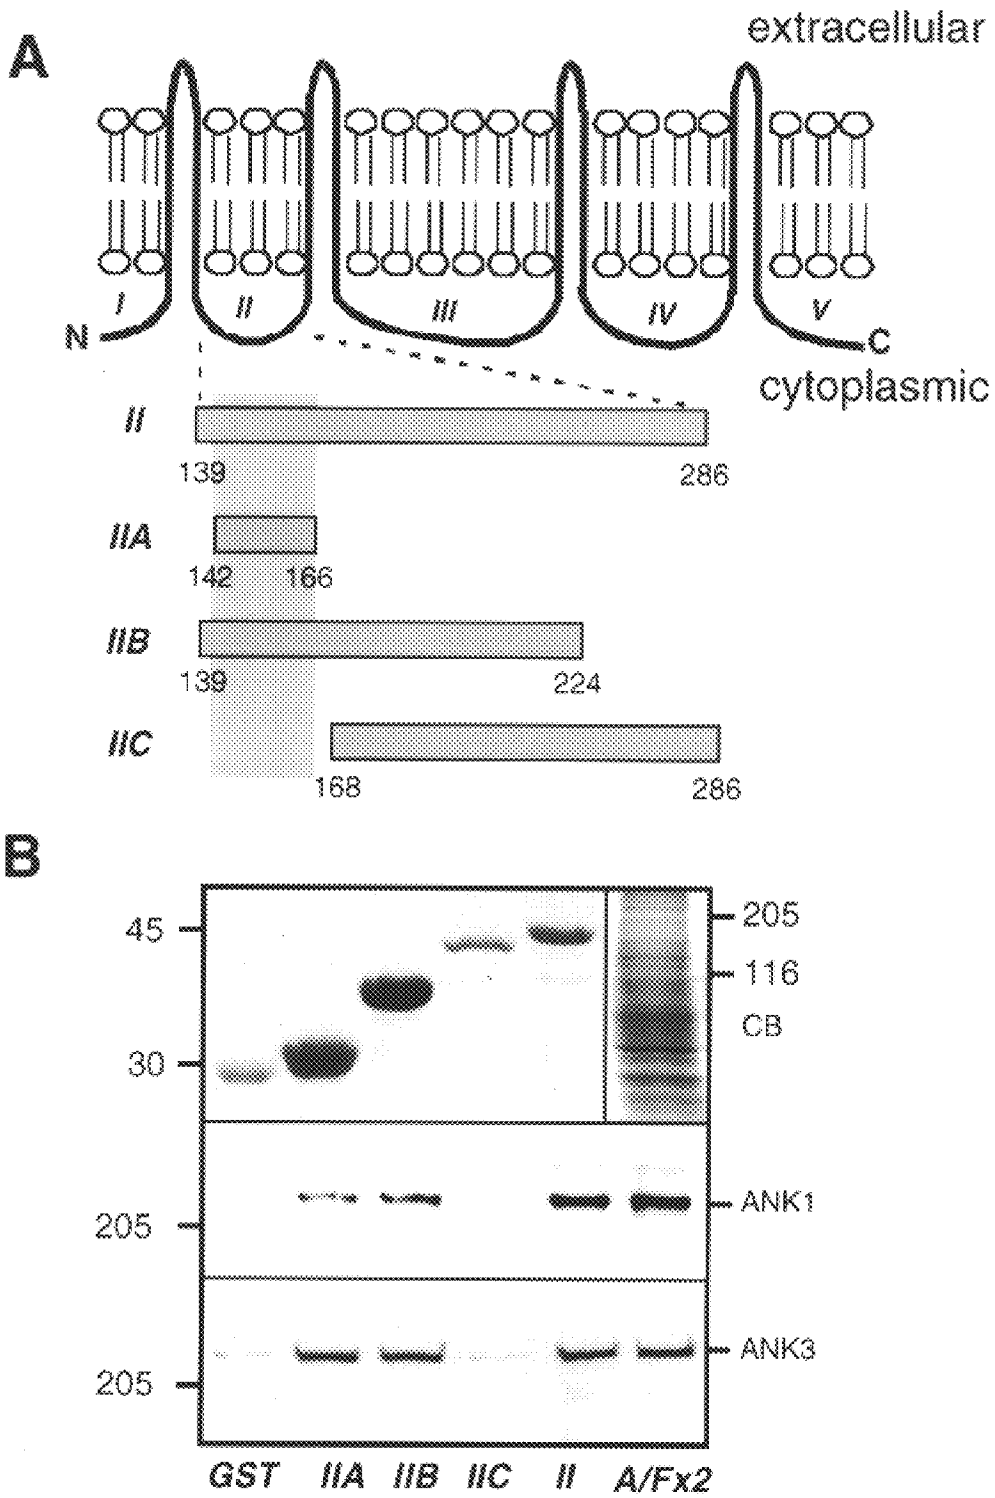 A
extracellular
I II III IV V
N
C
cytoplasmic
II
139 286
IIA
142 166
IIB
139 224
IIC
168 286
B
45
205
116
CB
30
ANK1
205
ANK3
205
GST IIA IIB IIC II A/Fx2